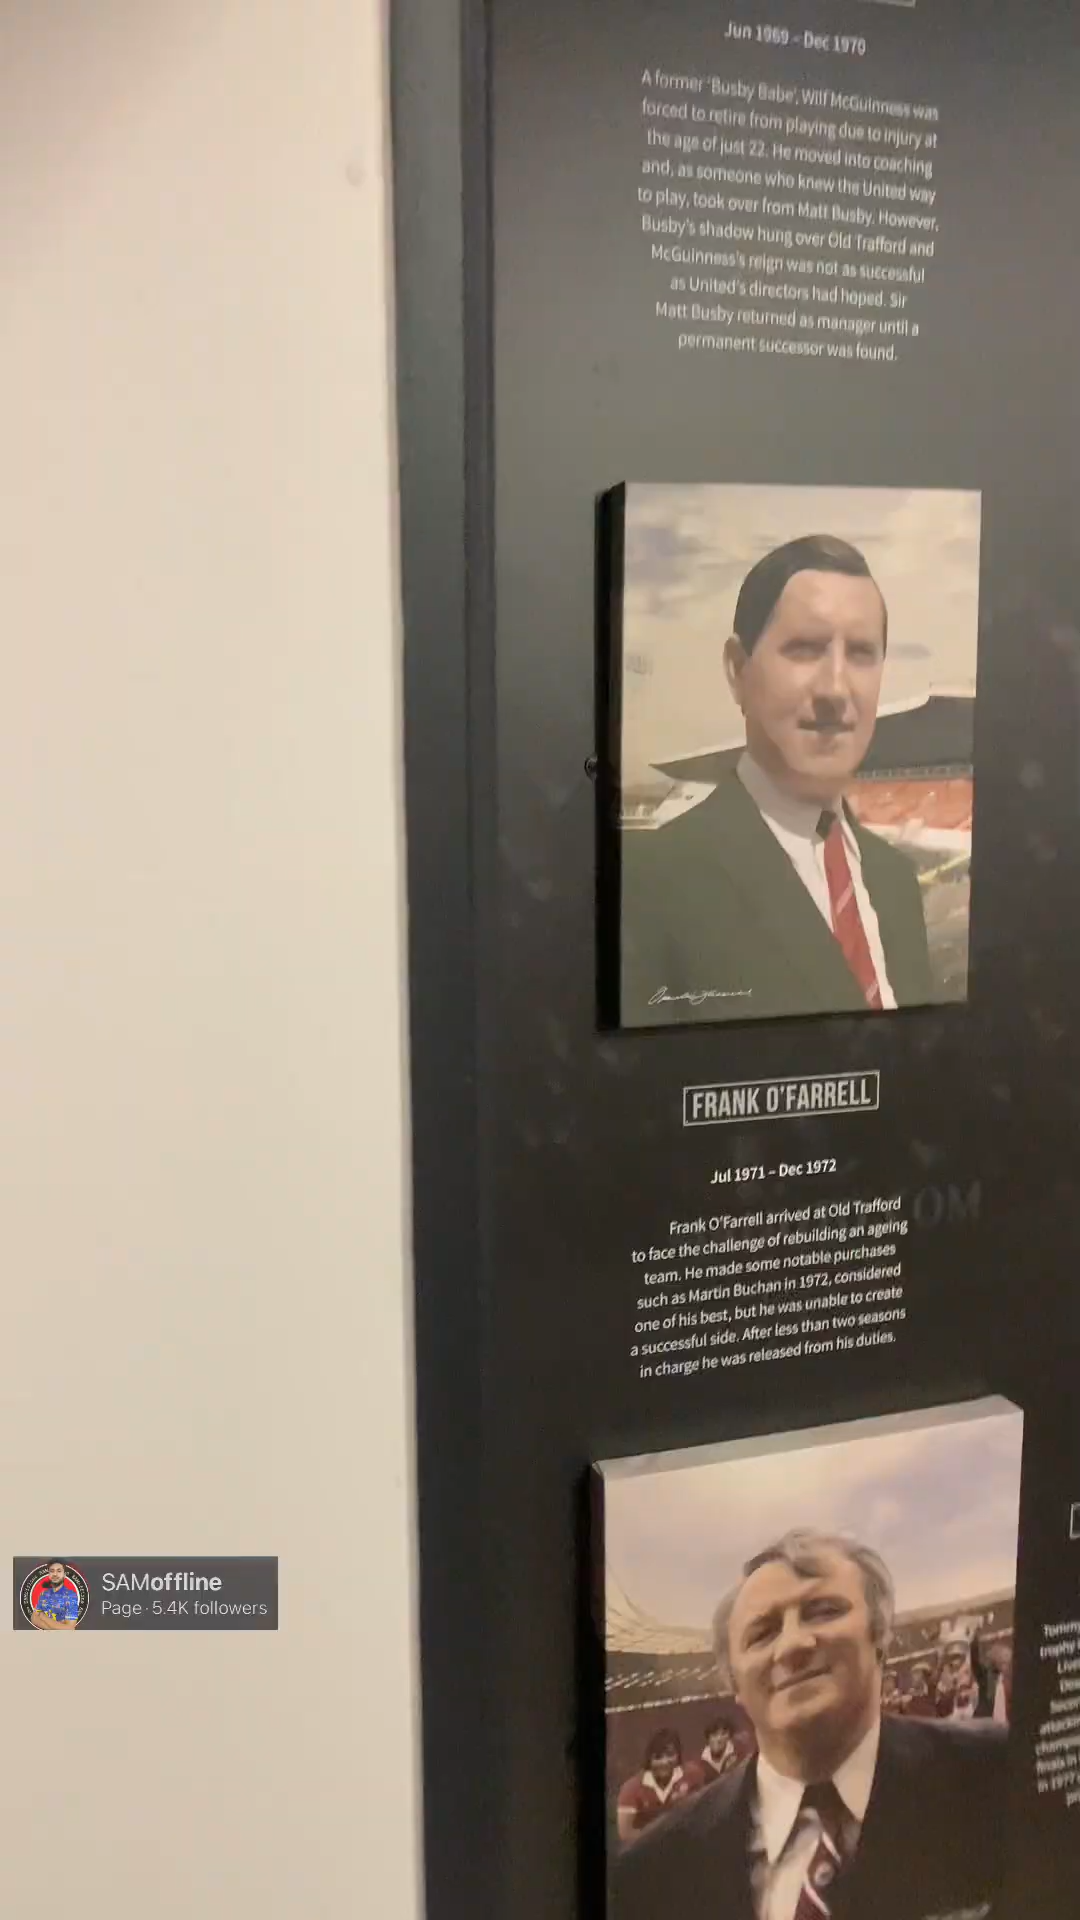 Jun 1969 - Dec 1970
A former 'Busby Babe', Wilf McGuinness was
forced to retire from playing due to injury at
the age of just 22. He moved into coaching
and, as someone who knew the United way
to play, took over from Matt Busby. However,
Busby's shadow hung over Old Trafford and
McGuinness's reign was not as successful
as United's directors had hoped. Sir
Matt Busby returned as manager until a
permanent successor was found.
FRANK O'FARRELL
Jul 1971 – Dec 1972
Frank O'Farrell arrived at Old Trafford
to face the challenge of rebuilding an ageing
team. He made some notable purchases
such as Martin Buchan in 1972, considered
one of his best, but he was unable to create
a successful side. After less than two seasons
in charge he was released from his duties.
SAMoffline
Page · 5.4K followers
Tommy
trophy
finals in
in 1977